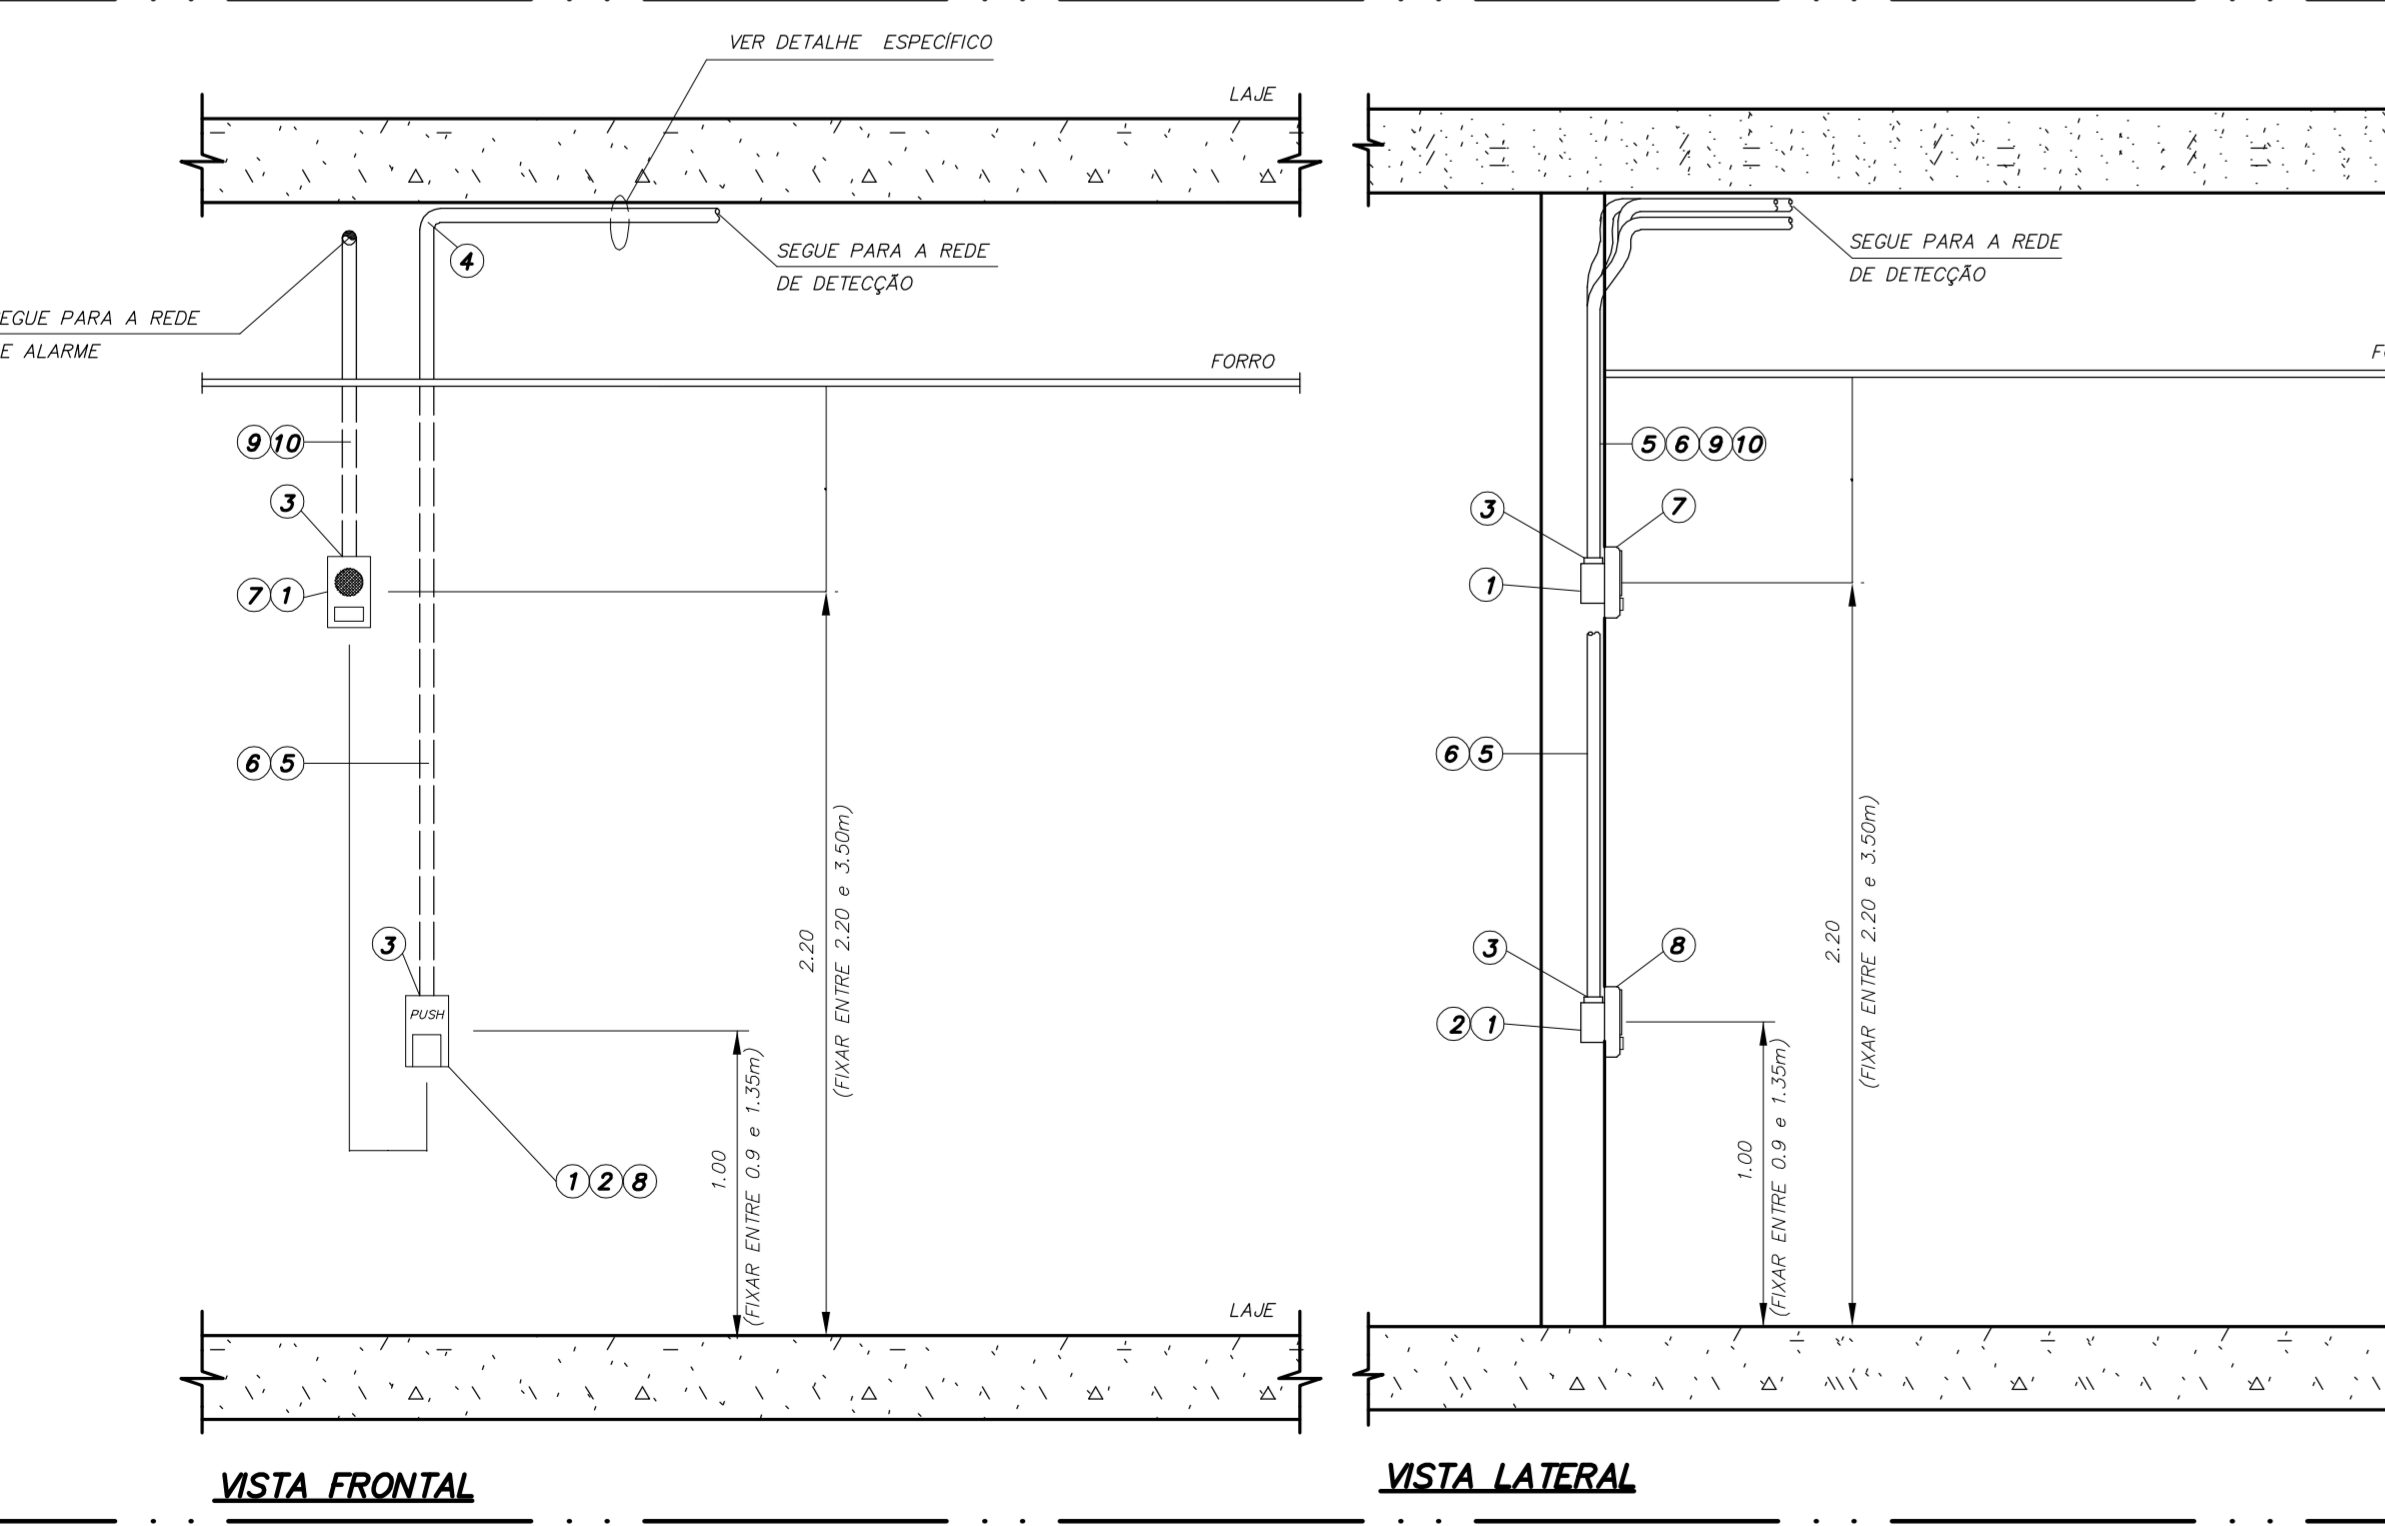 VER DETALHE ESPECÍFICO
LAJE
4
SEGUE PARA A REDE
DE DETECÇÃO
EGUE PARA A REDE
E ALARME
FORRO
9 10
3
7 1
6 5
3
PUSH
1 2 8
2.20
(FIXAR ENTRE 2.20 e 3.50m)
1.00
(FIXAR ENTRE 0.9 e 1.35m)
LAJE
VISTA FRONTAL
SEGUE PARA A REDE
DE DETECÇÃO
FO
5 6 9 10
3
7
1
6 5
3
8
2 1
2.20
(FIXAR ENTRE 2.20 e 3.50m)
1.00
(FIXAR ENTRE 0.9 e 1.35m)
VISTA LATERAL